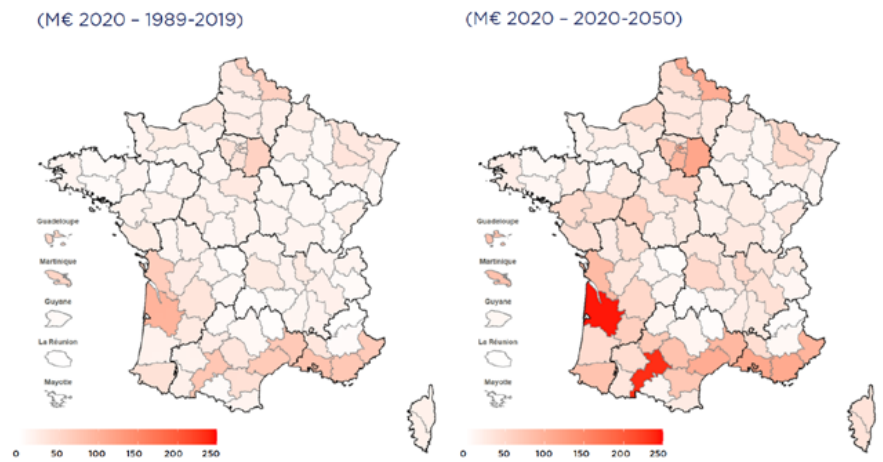 (M€ 2020 – 1989-2019)
(M€ 2020 – 2020-2050)
Guadeloupe
Martinique
Guyane
La Réunion
Mayotte
0 50 100 150 200 250
Guadeloupe
Martinique
Guyane
La Réunion
Mayotte
0 50 100 150 200 250